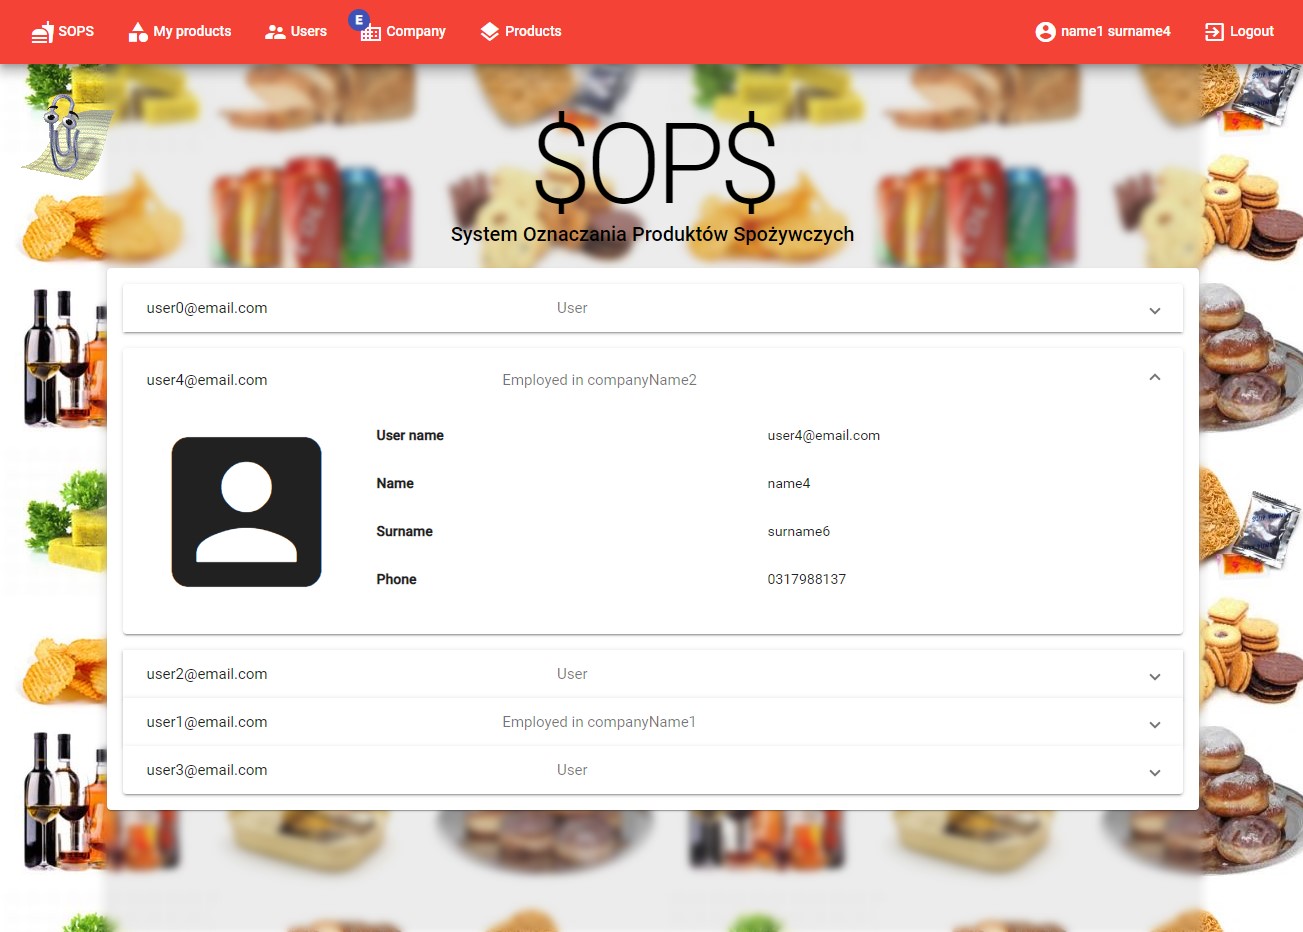 SOPS My products Users E Company Products name1 surname4 Logout
$OP$
System Oznaczania Produktów Spożywczych
user0@email.com User
user4@email.com Employed in companyName2
User name user4@email.com
Name name4
Surname surname6
Phone 0317988137
user2@email.com User
user1@email.com Employed in companyName1
user3@email.com User